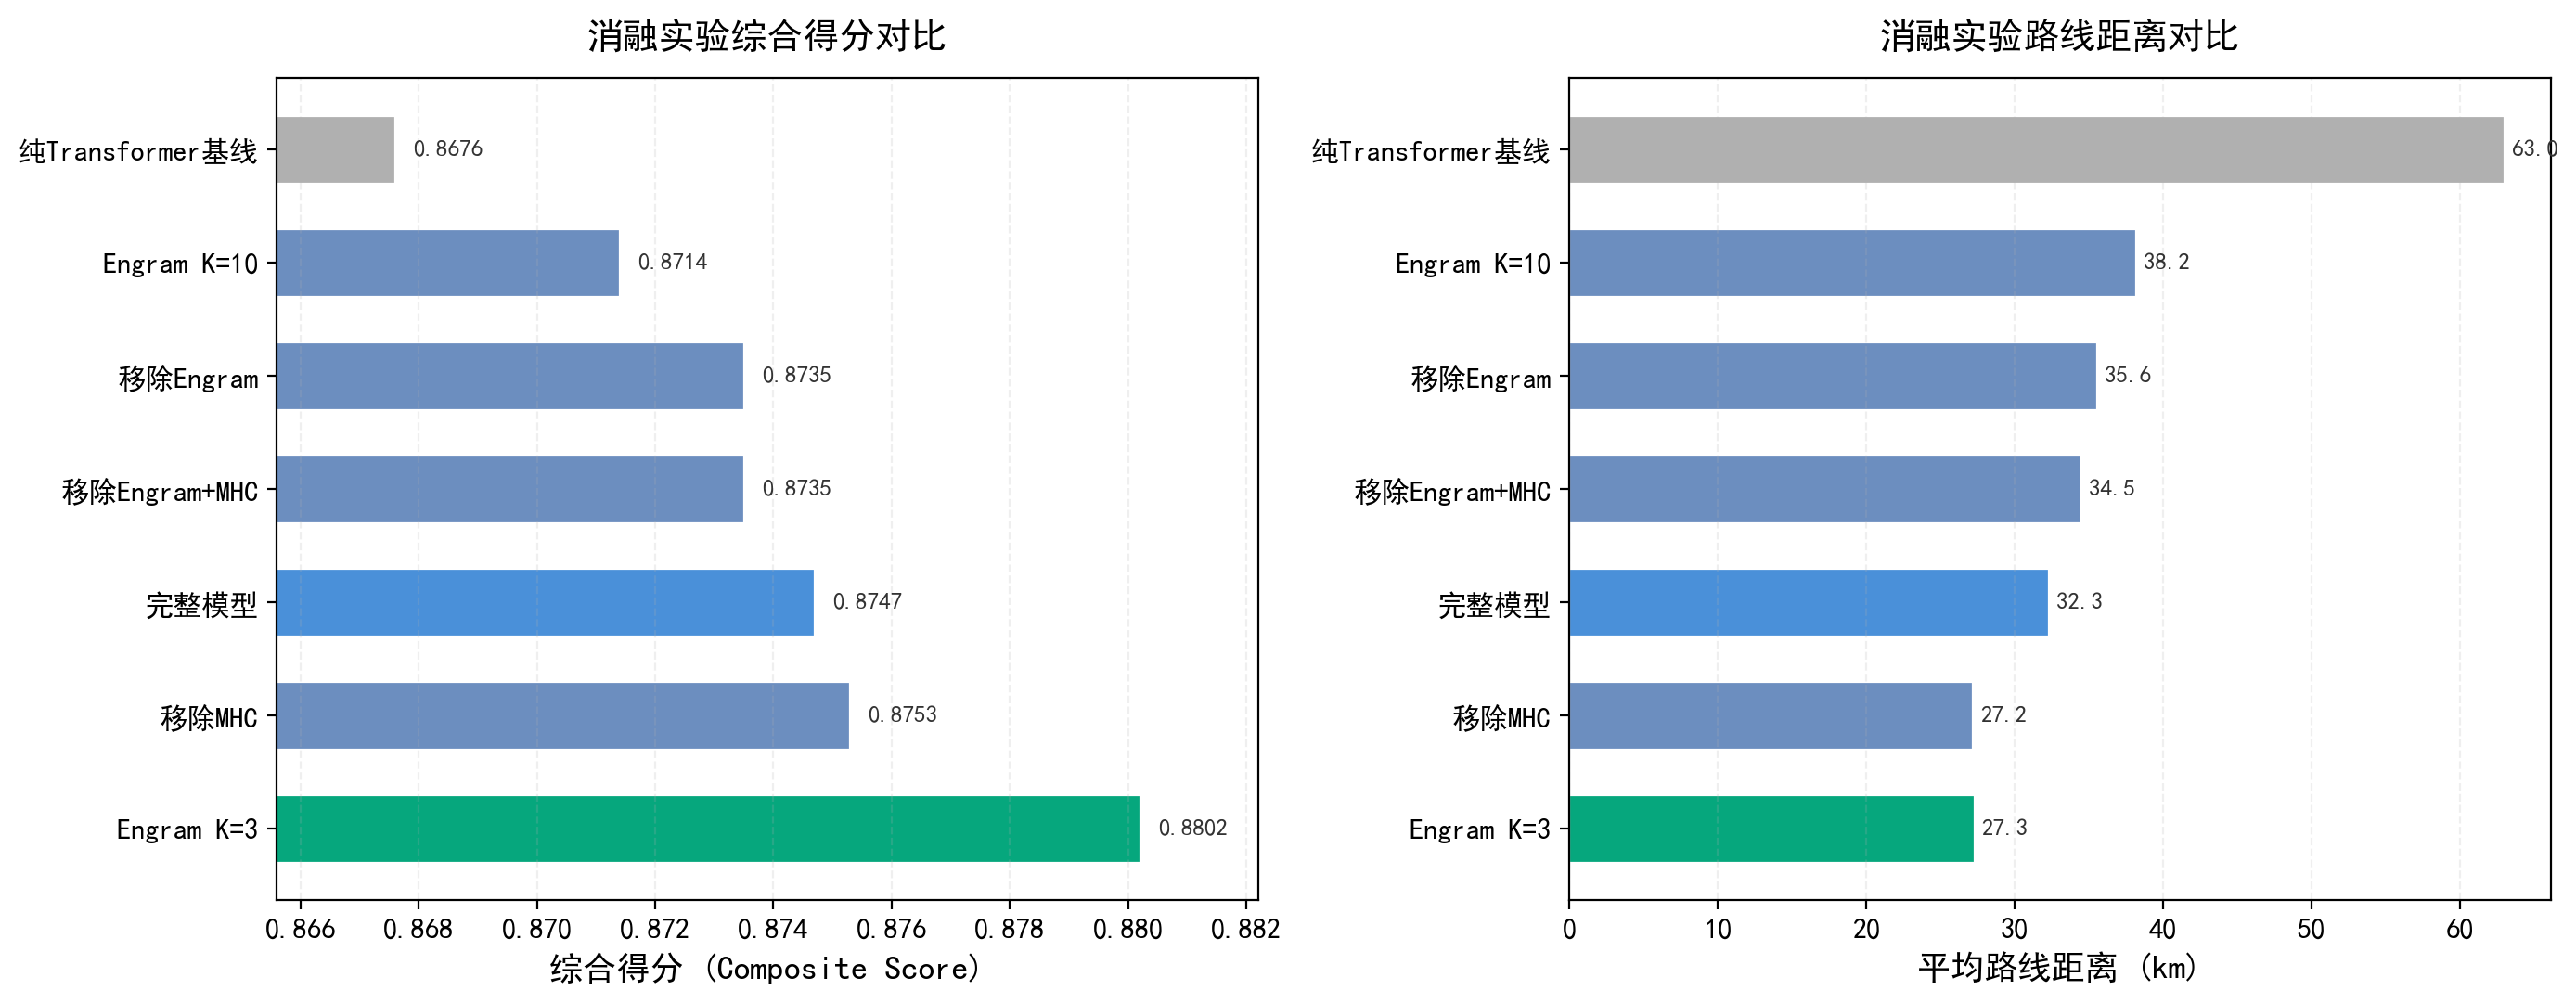 消融实验综合得分对比
纯Transformer基线
0.8676
Engram K=10
0.8714
移除Engram
0.8735
移除Engram+MHC
0.8735
完整模型
0.8747
移除MHC
0.8753
Engram K=3
0.8802
0.866 0.868 0.870 0.872 0.874 0.876 0.878 0.880 0.882
综合得分 (Composite Score)
消融实验路线距离对比
纯Transformer基线
63.0
Engram K=10
38.2
移除Engram
35.6
移除Engram+MHC
34.5
完整模型
32.3
移除MHC
27.2
Engram K=3
27.3
0 10 20 30 40 50 60
平均路线距离 (km)